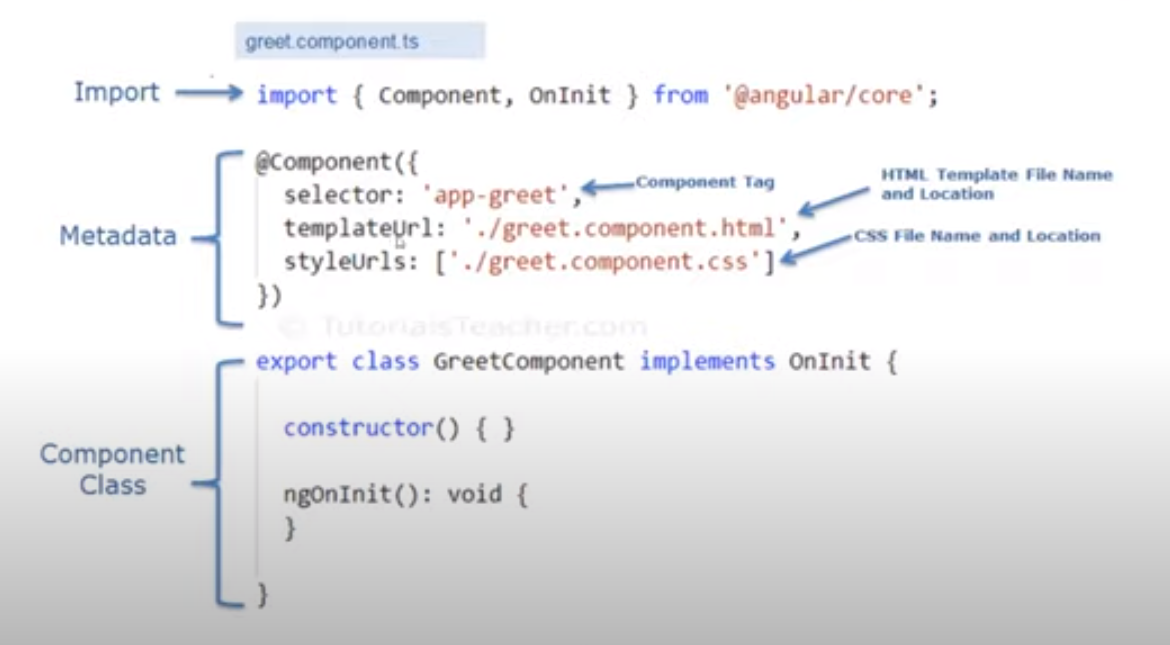 greet.component.ts
Import
import { Component, OnInit } from '@angular/core';
Metadata
@Component({
selector: 'app-greet',
Component Tag
templateUrl: './greet.component.html',
HTML Template File Name
and Location
styleUrls: ['./greet.component.css']
CSS File Name and Location
})
© TutorialsTeacher.com
Component
Class
export class GreetComponent implements OnInit {
constructor() { }
ngOnInit(): void {
}
}